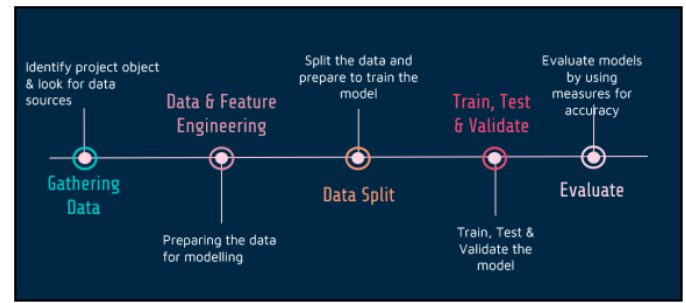 Identify project object
& look for data
sources
Gathering
Data
Data & Feature
Engineering
Preparing the data
for modelling
Split the data and
prepare to train the
model
Data Split
Train, Test
& Validate
Train, Test &
Validate the
model
Evaluate models
by using
measures for
accuracy
Evaluate